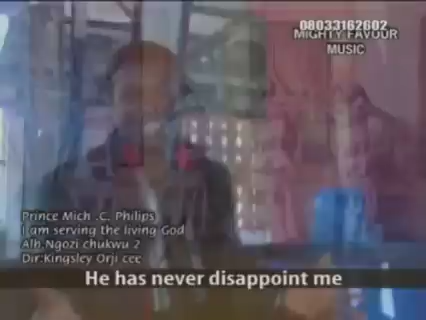 08033162602
MIGHTY FAVOUR
MUSIC
Prince Mich .C. Philips
I am serving the living God
Alb.Ngozi chukwu 2
Dir:Kingsley Orji cee
He has never disappoint me